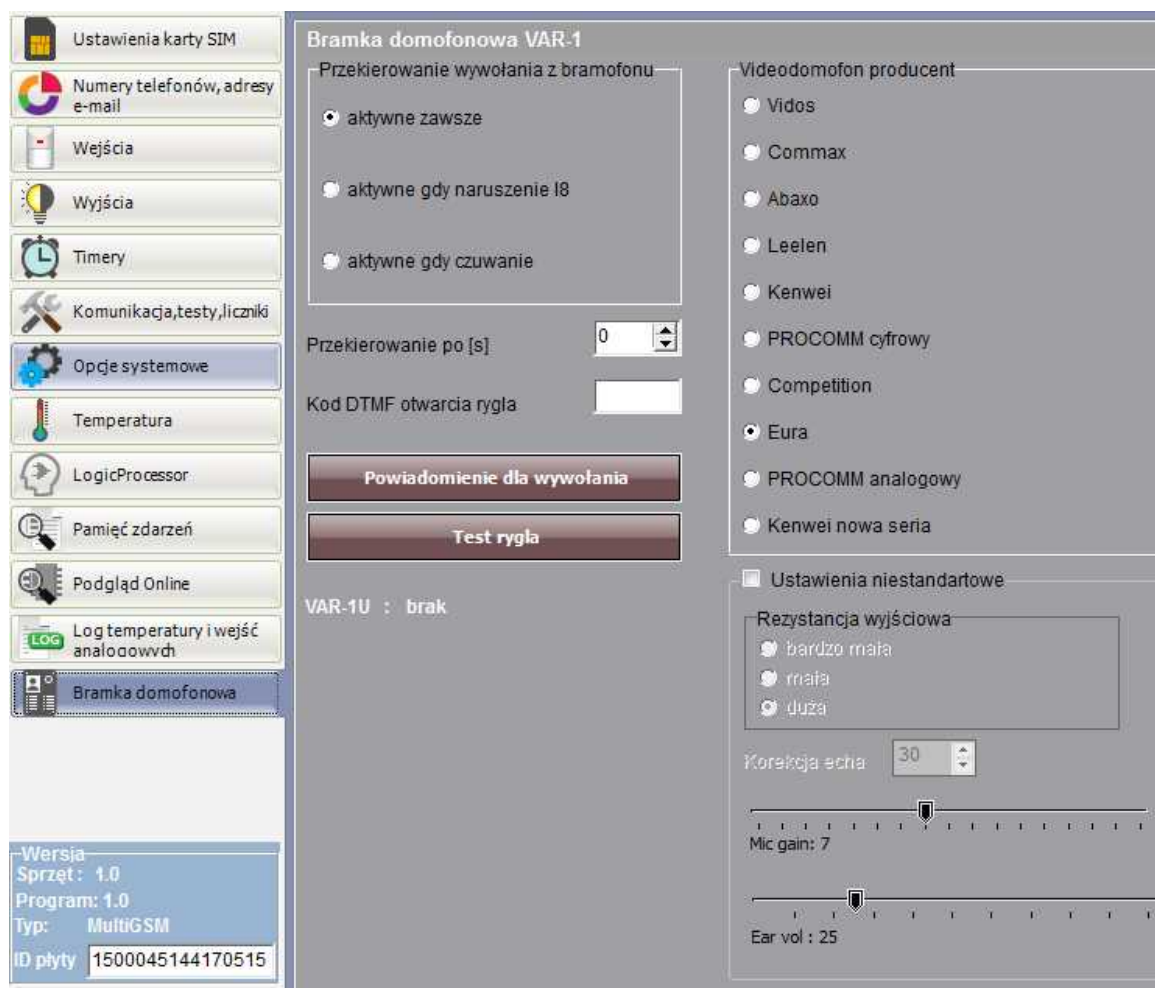 Ustawienia karty SIM
Numery telefonów, adresy
e-mail
Wejścia
Wyjścia
Timery
Komunikacja,testy,liczniki
Opcje systemowe
Temperatura
LogicProcessor
Pamięć zdarzeń
Podgląd Online
LOG
Log temperatury i wejść
analogowych
Bramka domofonowa
Wersja
Sprzęt : 1.0
Program: 1.0
Typ: MultiGSM
ID płyty 1500045144170515
Bramka domofonowa VAR-1
Przekierowanie wywołania z bramofonu
aktywne zawsze
aktywne gdy naruszenie I8
aktywne gdy czuwanie
Przekierowanie po [s] 0
Kod DTMF otwarcia rygla
Powiadomienie dla wywołania
Test rygla
VAR-1U : brak
Videodomofon producent
Vidos
Commax
Abaxo
Leelen
Kenwei
PROCOMM cyfrowy
Competition
Eura
PROCOMM analogowy
Kenwei nowa seria
Ustawienia niestandartowe
Rezystancja wyjściowa
bardzo mała
mała
duża
Korekcja echa 30
Mic gain: 7
Ear vol : 25